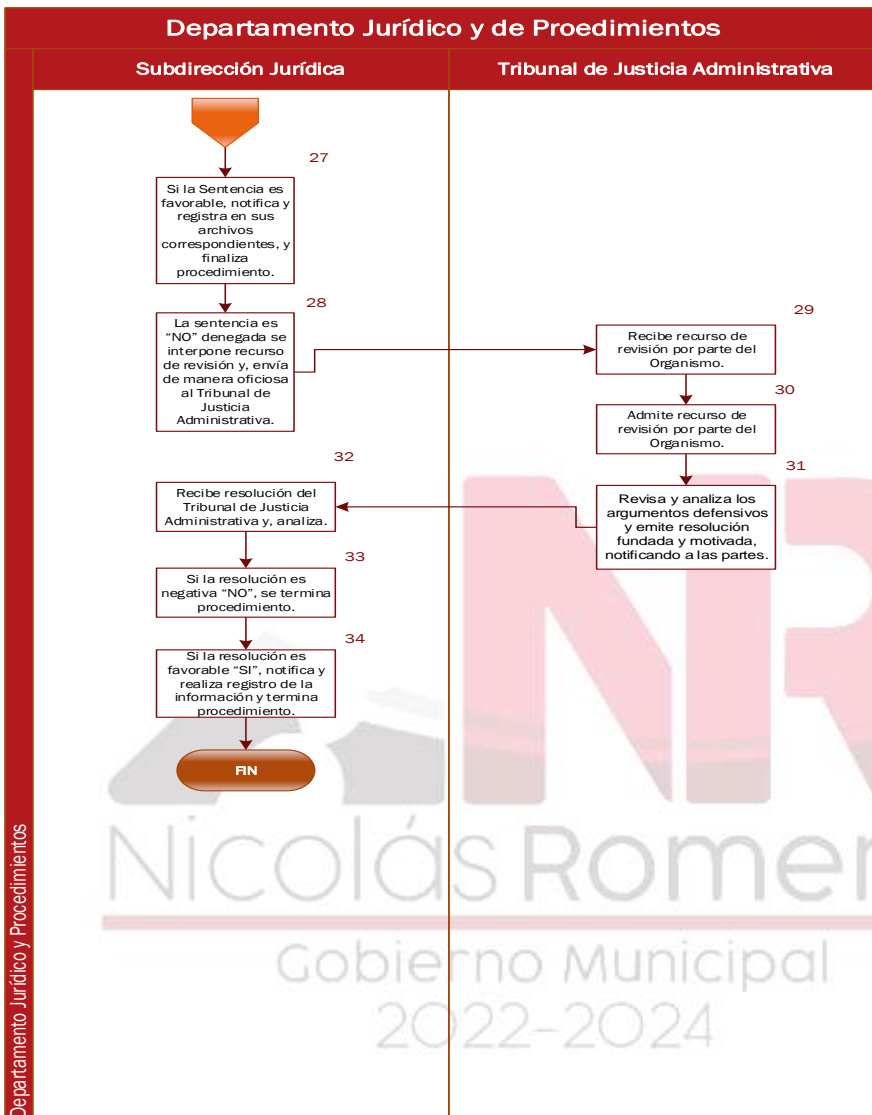 Departamento Jurídico y de Proedimientos
Subdirección Jurídica
Tribunal de Justicia Administrativa
27
Si la Sentencia es
favorable, notifica y
registra en sus
archivos
correspondientes, y
finaliza
procedimiento.
28
La sentencia es
“NO” denegada se
interpone recurso
de revisión y, envía
de manera oficiosa
al Tribunal de
Justicia
Administrativa.
29
Recibe recurso de
revisión por parte del
Organismo.
30
Admite recurso de
revisión por parte del
Organismo.
31
Revisa y analiza los
argumentos defensivos
y emite resolución
fundada y motivada,
notificando a las partes.
32
Recibe resolución del
Tribunal de Justicia
Administrativa y, analiza.
33
Si la resolución es
negativa “NO”, se termina
procedimiento.
34
Si la resolución es
favorable “SI”, notifica y
realiza registro de la
información y termina
procedimiento.
FIN
Departamento Jurídico y Procedimientos
NR
Nicolás Romer
Gobierno Municipal
2022-2024